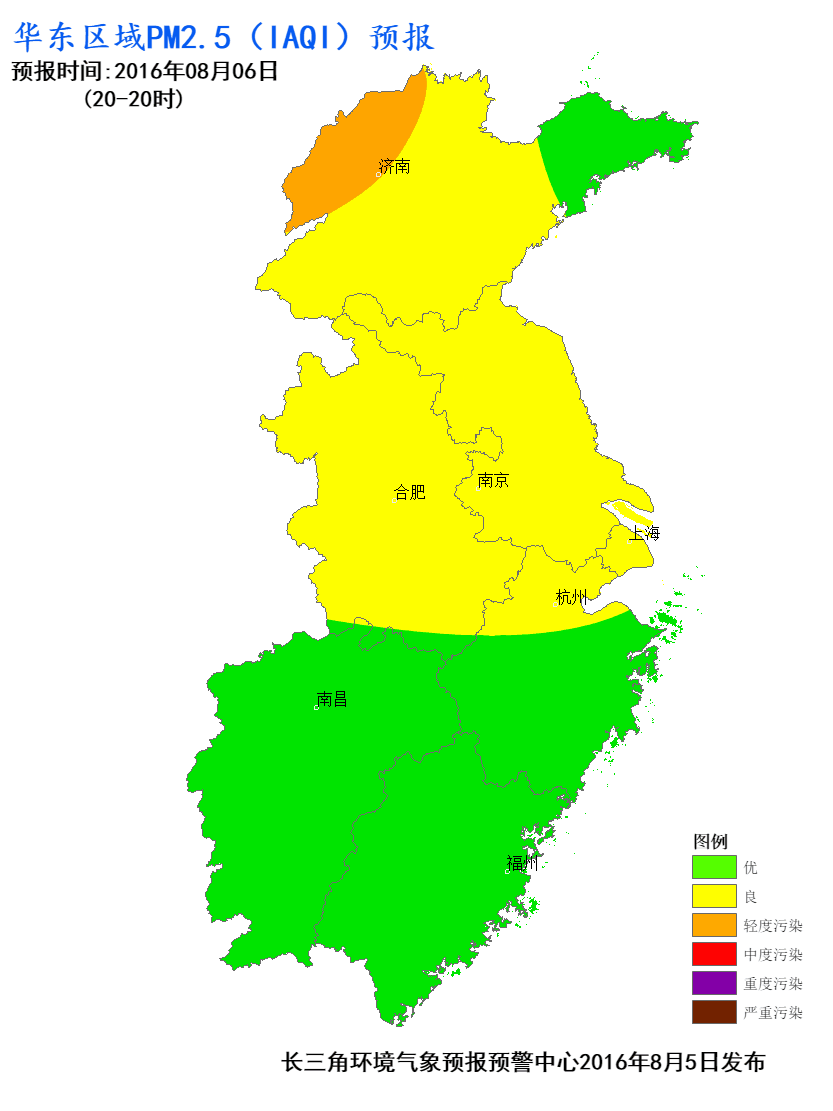 华东区域PM2.5（IAQI）预报
预报时间:2016年08月06日
(20-20时)
济南
南京
合肥
上海
杭州
南昌
福州
图例
优
良
轻度污染
中度污染
重度污染
严重污染
长三角环境气象预报预警中心2016年8月5日发布